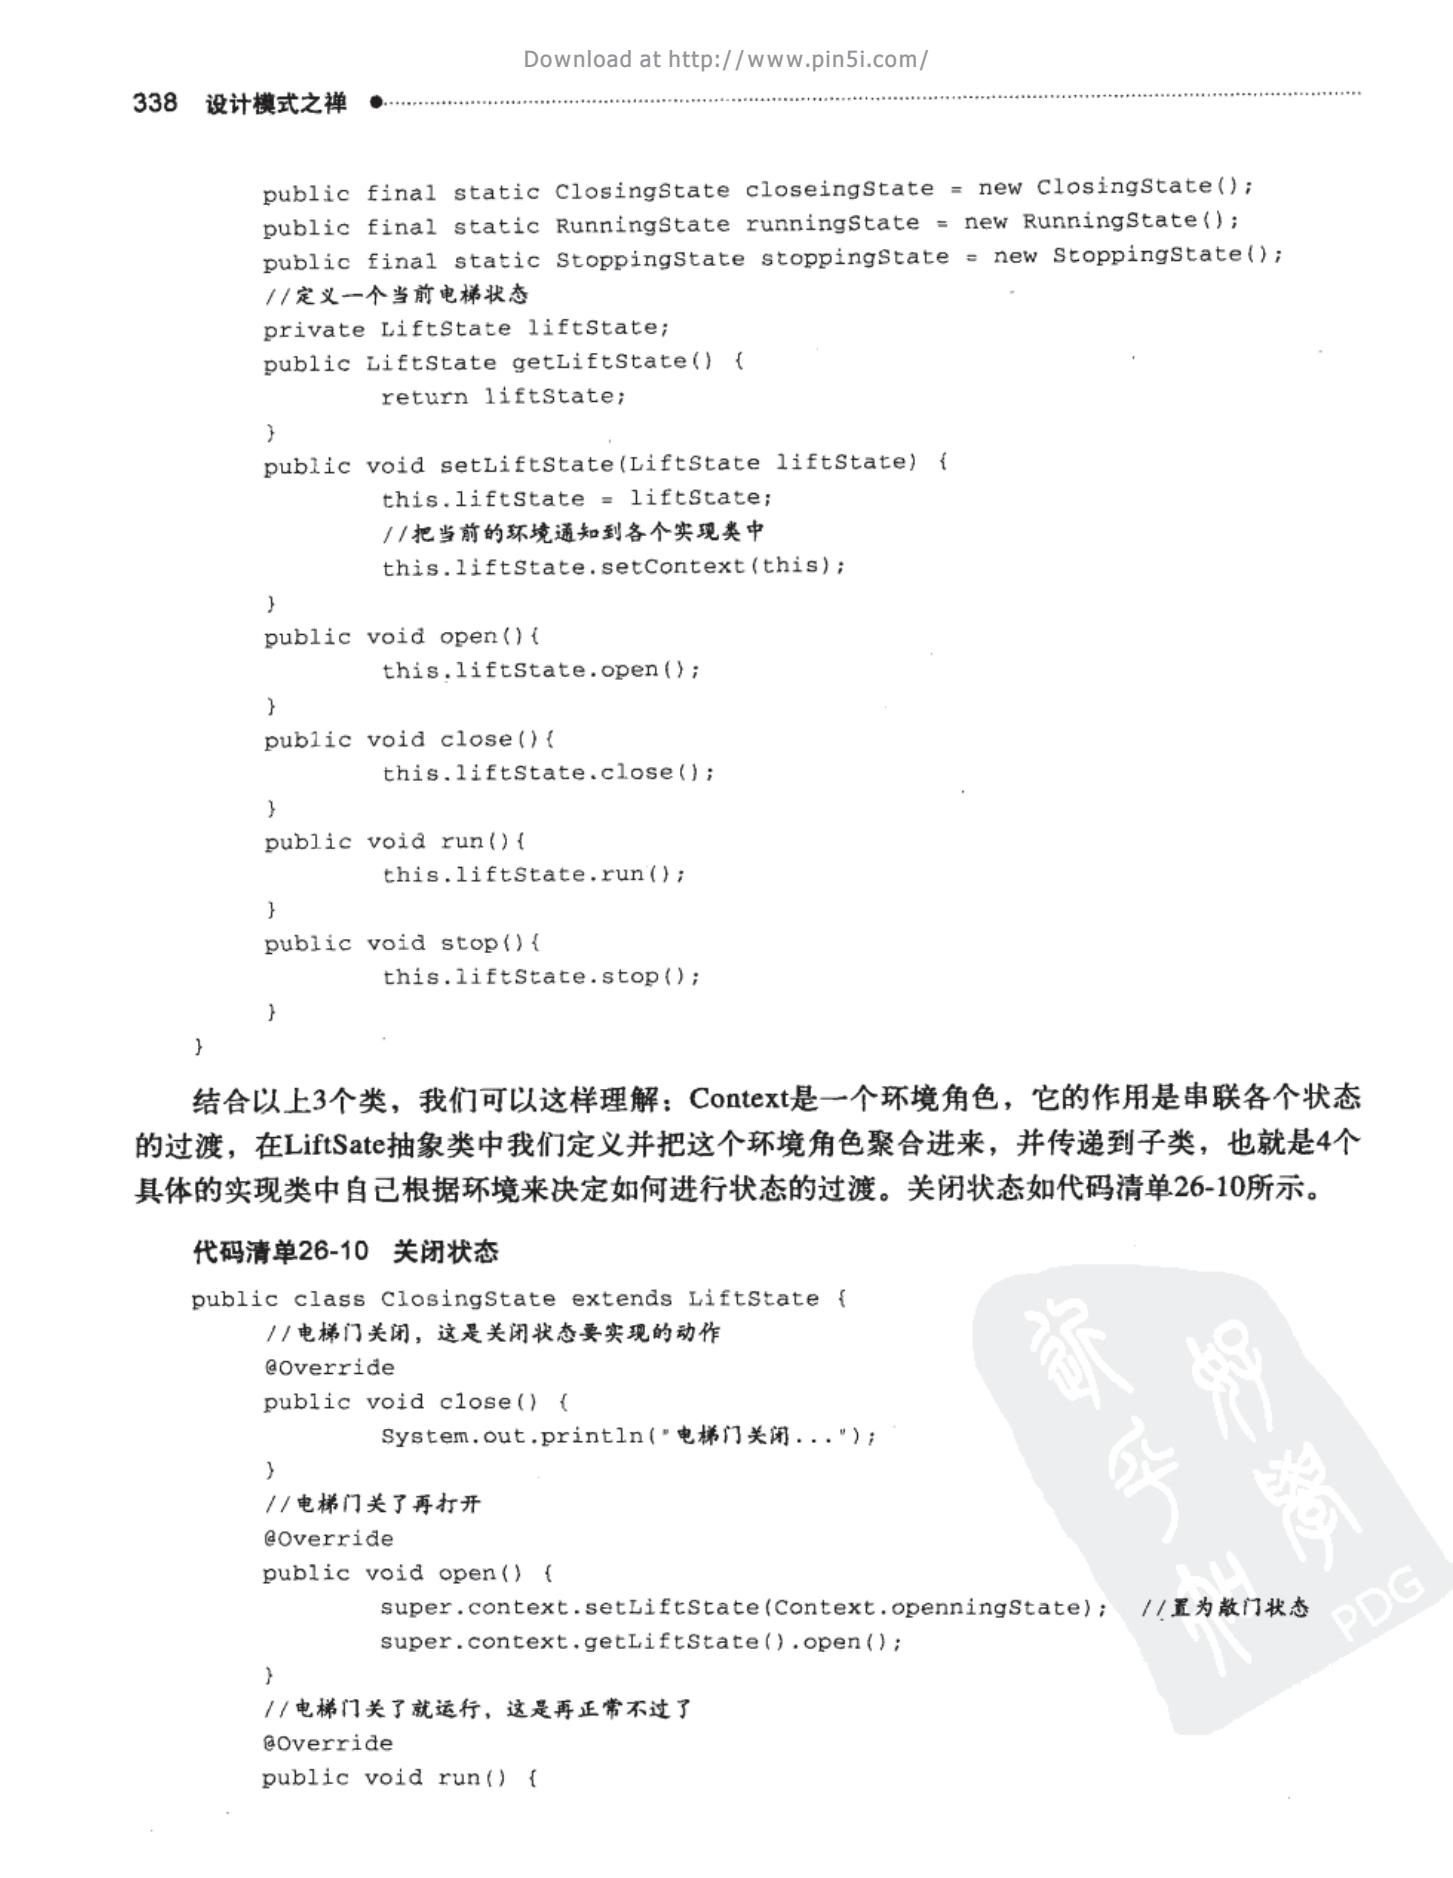 Download at http://www.pin5i.com/
338 设计模式之禅
public final static ClosingState closeingState = new ClosingState();
public final static RunningState runningState = new RunningState();
public final static StoppingState stoppingState = new StoppingState();
//定义一个当前电梯状态
private LiftState liftState;
public LiftState getLiftState() {
return liftState;
}
public void setLiftState(LiftState liftState) {
this.liftState = liftState;
//把当前的环境通知到各个实现类中
this.liftState.setContext(this);
}
public void open(){
this.liftState.open();
}
public void close(){
this.liftState.close();
}
public void run(){
this.liftState.run();
}
public void stop(){
this.liftState.stop();
}
}
结合以上3个类，我们可以这样理解：Context是一个环境角色，它的作用是串联各个状态
的过渡，在LiftSate抽象类中我们定义并把这个环境角色聚合进来，并传递到子类，也就是4个
具体的实现类中自己根据环境来决定如何进行状态的过渡。关闭状态如代码清单26-10所示。
代码清单26-10 关闭状态
public class ClosingState extends LiftState {
//电梯门关闭，这是关闭状态要实现的动作
@Override
public void close() {
System.out.println("电梯门关闭...");
}
//电梯门关了再打开
@Override
public void open() {
super.context.setLiftState(Context.openningState); //置为敞门状态
super.context.getLiftState().open();
}
//电梯门关了就运行，这是再正常不过了
@Override
public void run() {
PDG